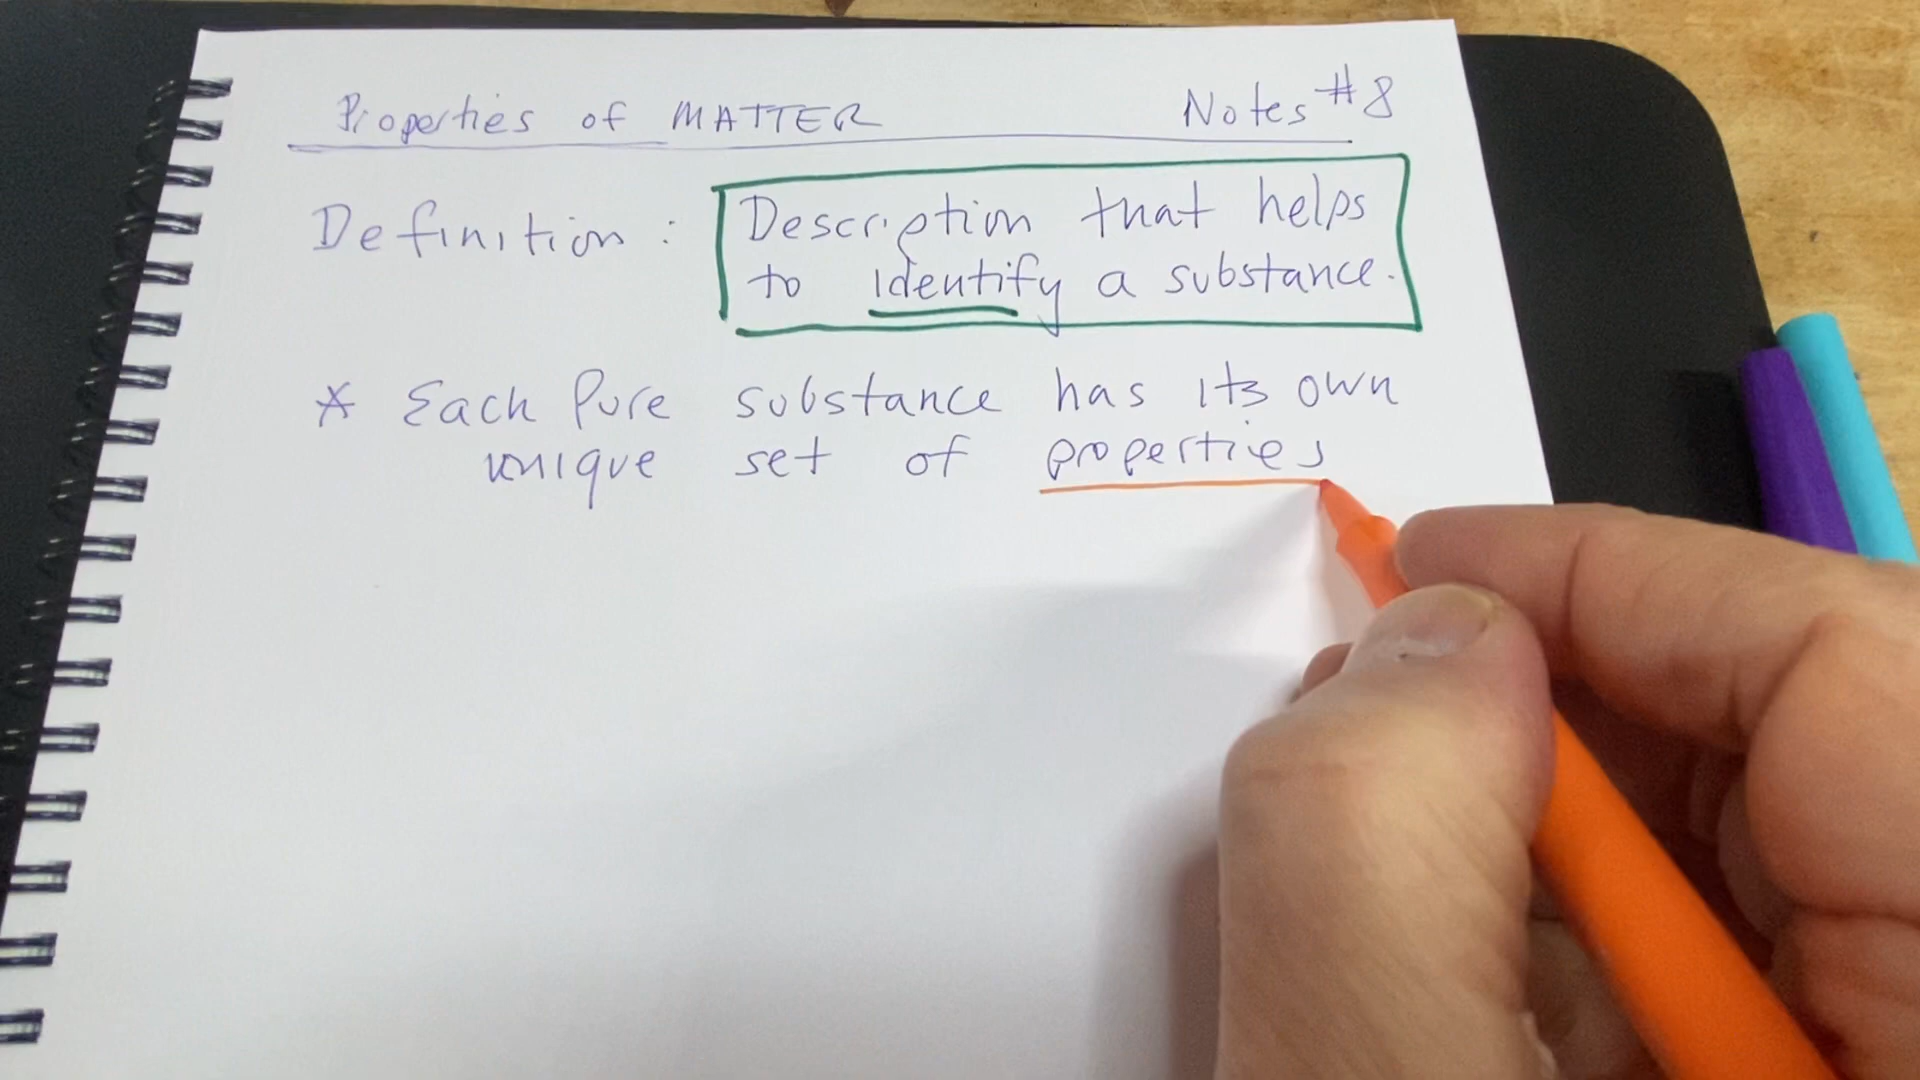 Properties of MATTER Notes #8
Definition: Description that helps
to identify a substance.
* Each Pure substance has its own
unique set of properties